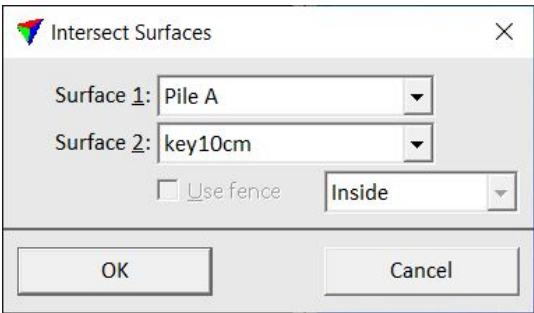 Intersect Surfaces
Surface 1: Pile A
Surface 2: key10cm
Use fence Inside
OK Cancel